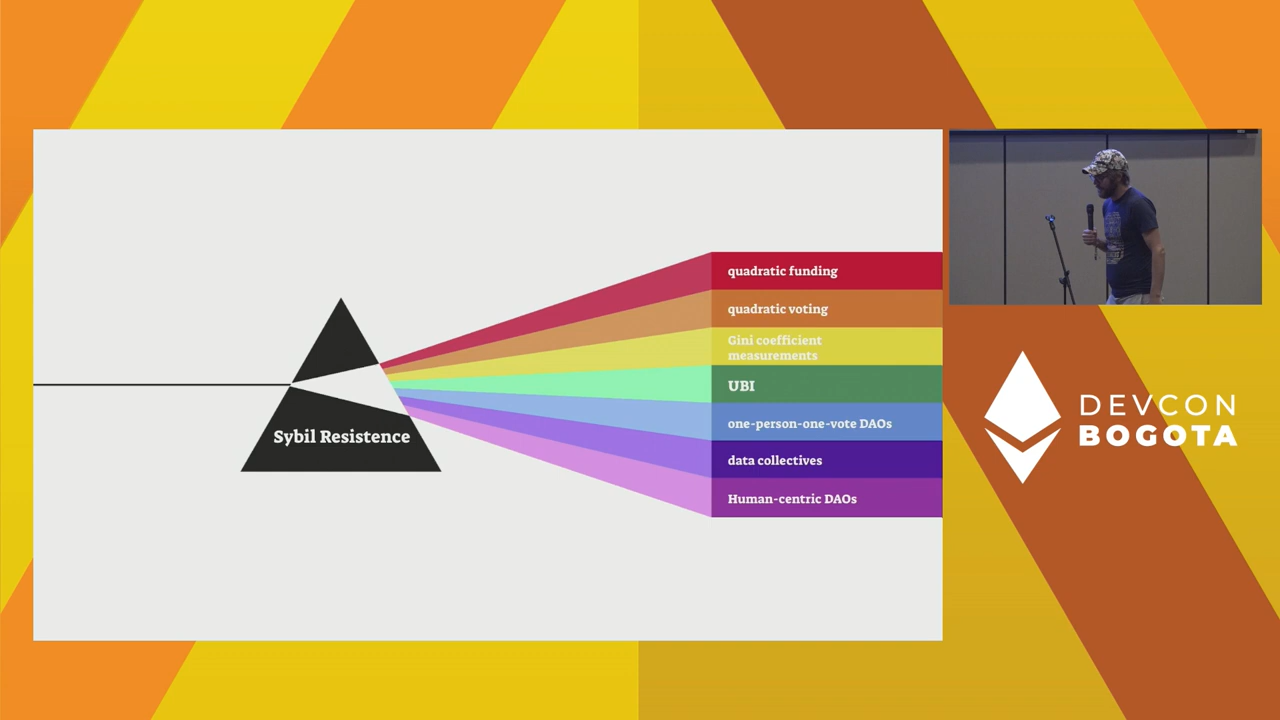 Sybil Resistence
quadratic funding
quadratic voting
Gini coefficient
measurements
UBI
one-person-one-vote DAOs
data collectives
Human-centric DAOs
DEVCON
BOGOTA